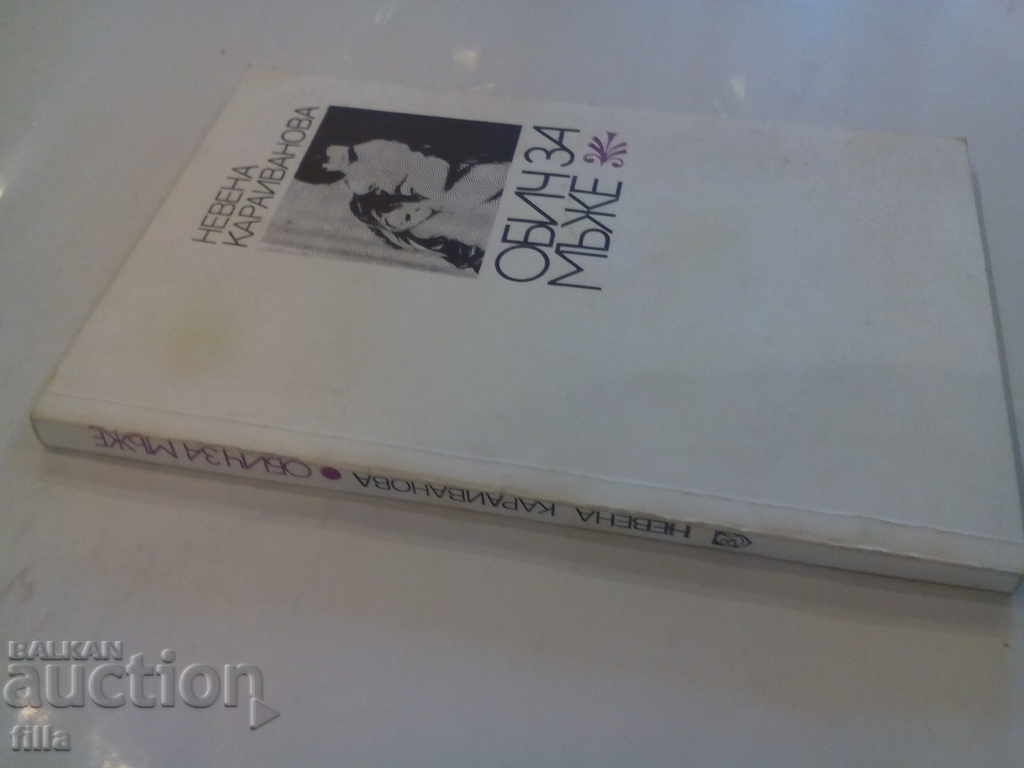 НЕВЕНА
КАРАИВАНОВА
ОБИЧ ЗА
МЪЖЕ
НЕВЕНА КАРАИВАНОВА • ОБИЧ ЗА МЪЖЕ
BALKAN
auction
filla